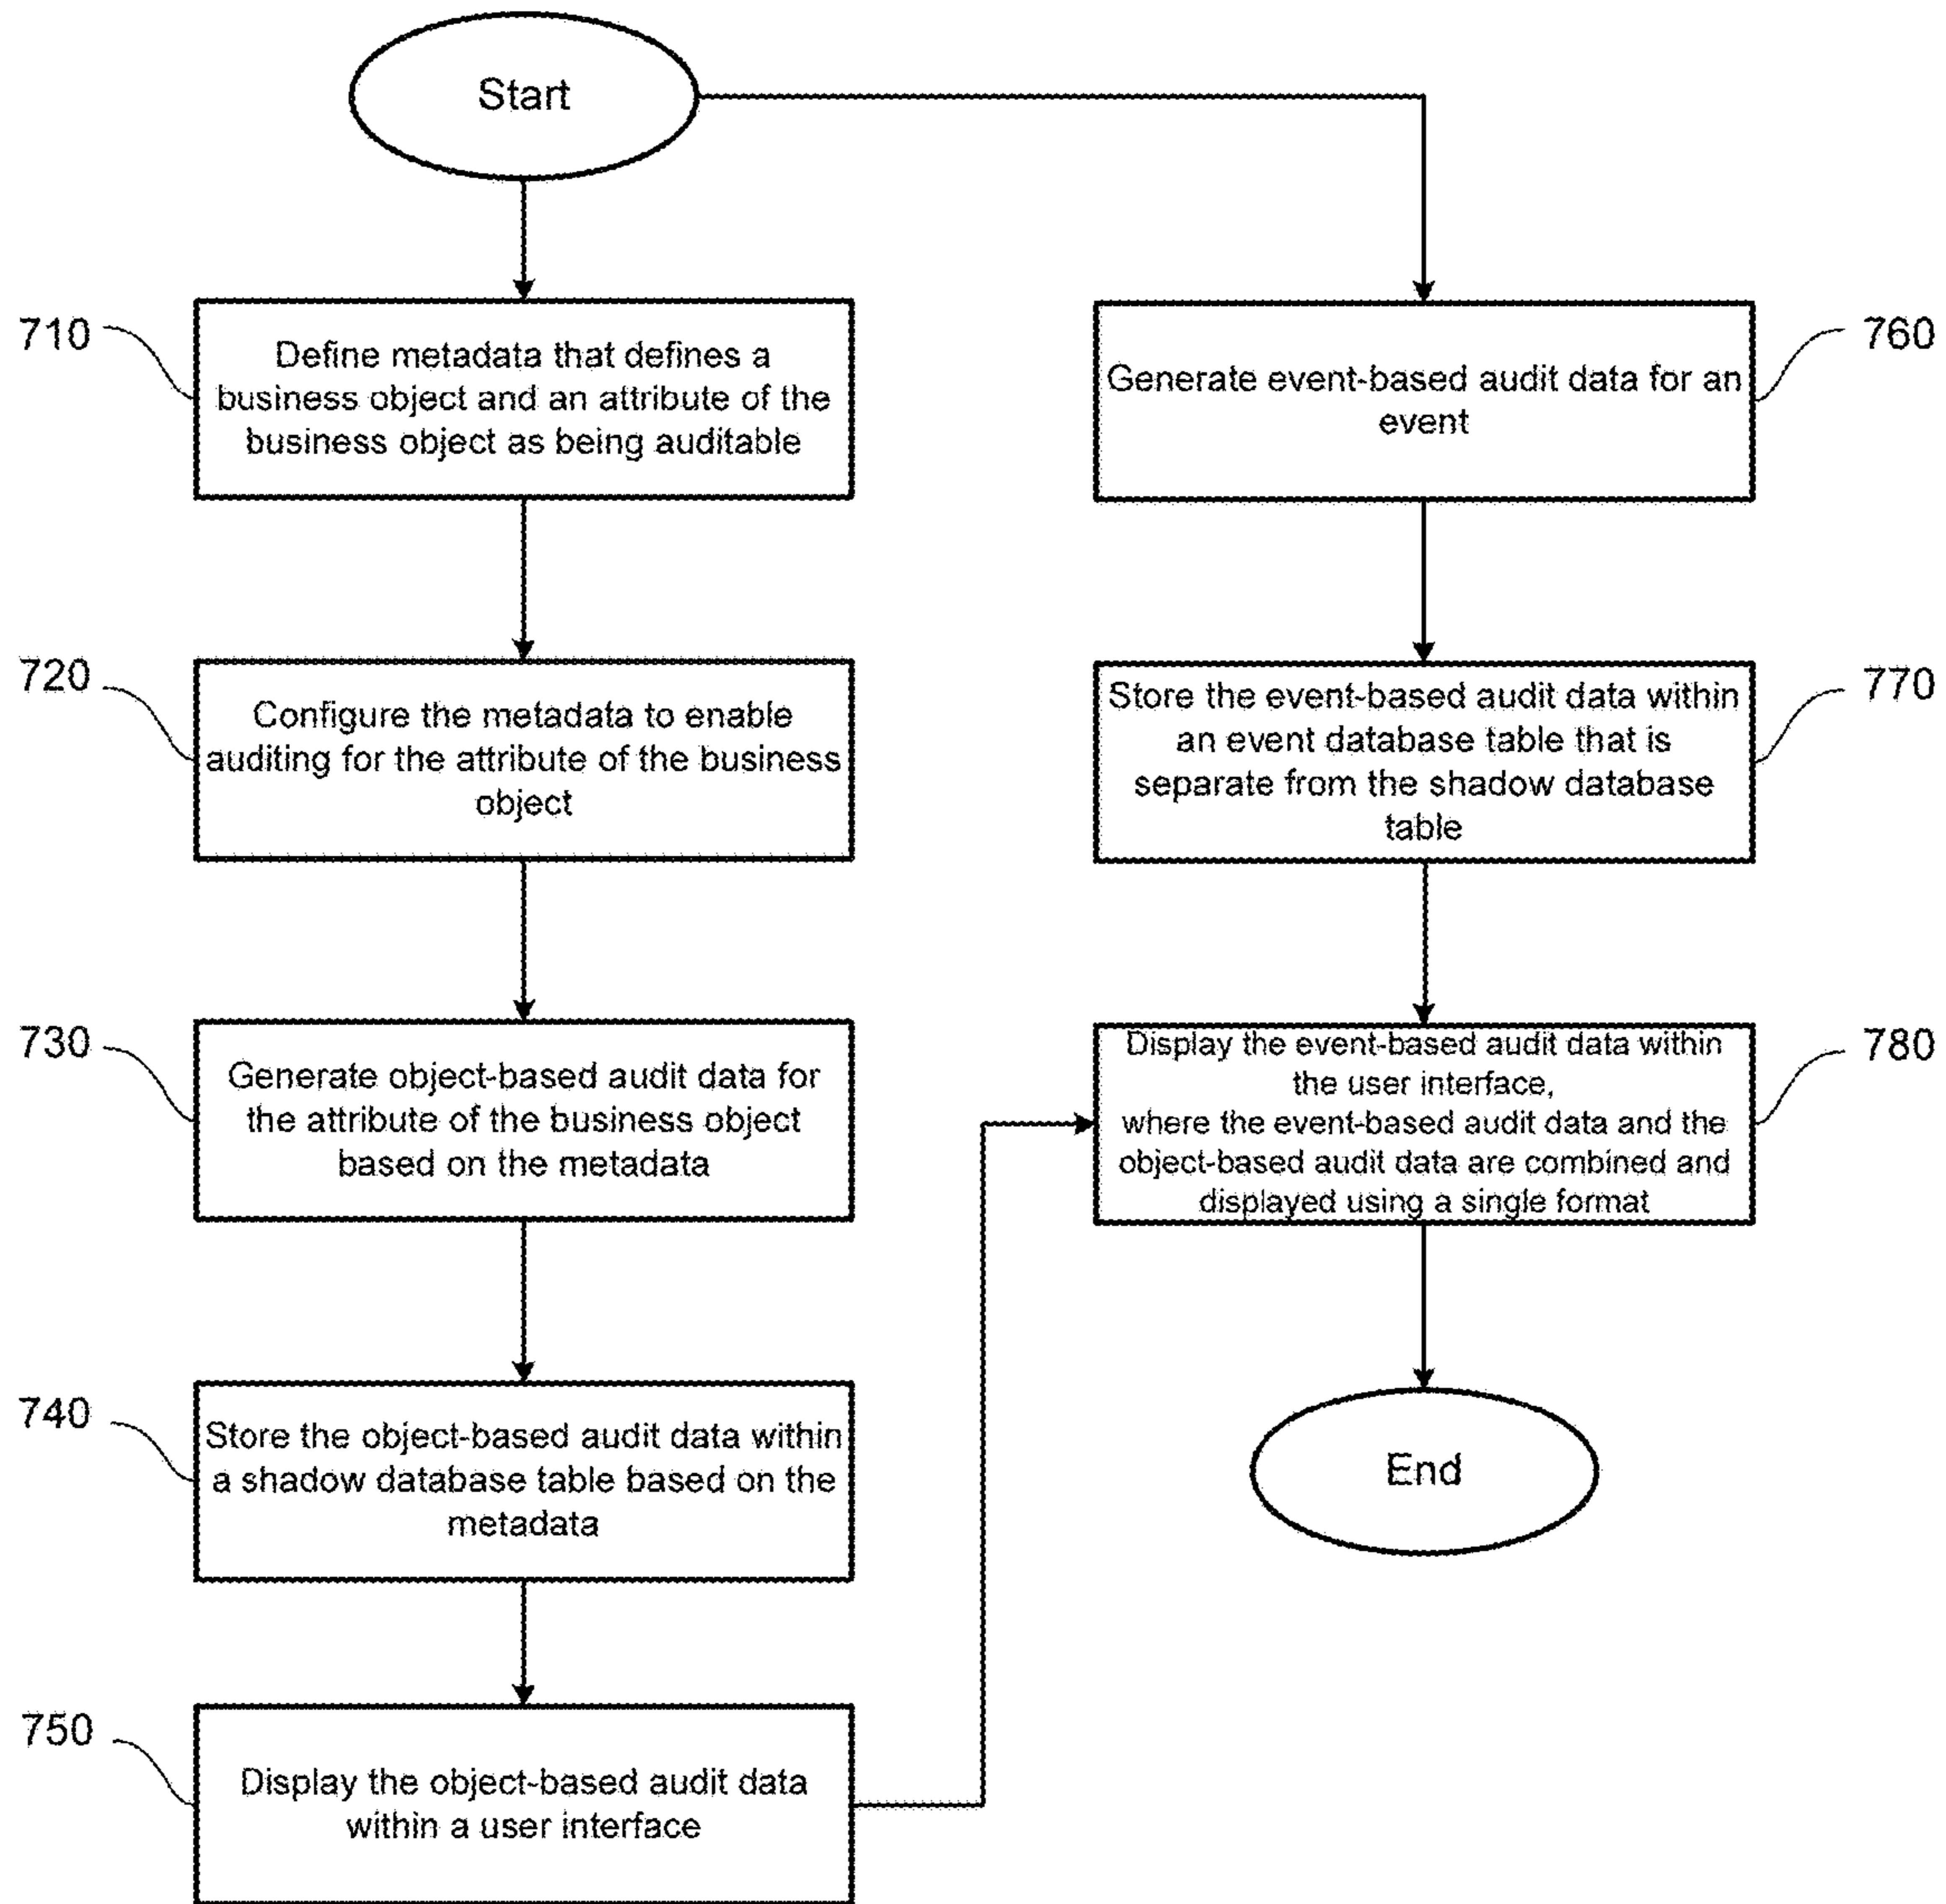 Start
710
Define metadata that defines a
business object and an attribute of the
business object as being auditable
720
Configure the metadata to enable
auditing for the attribute of the business
object
730
Generate object-based audit data for
the attribute of the business object
based on the metadata
740
Store the object-based audit data within
a shadow database table based on the
metadata
750
Display the object-based audit data
within a user interface
760
Generate event-based audit data for an
event
770
Store the event-based audit data within
an event database table that is
separate from the shadow database
table
780
Display the event-based audit data within
the user interface,
where the event-based audit data and the
object-based audit data are combined and
displayed using a single format
End